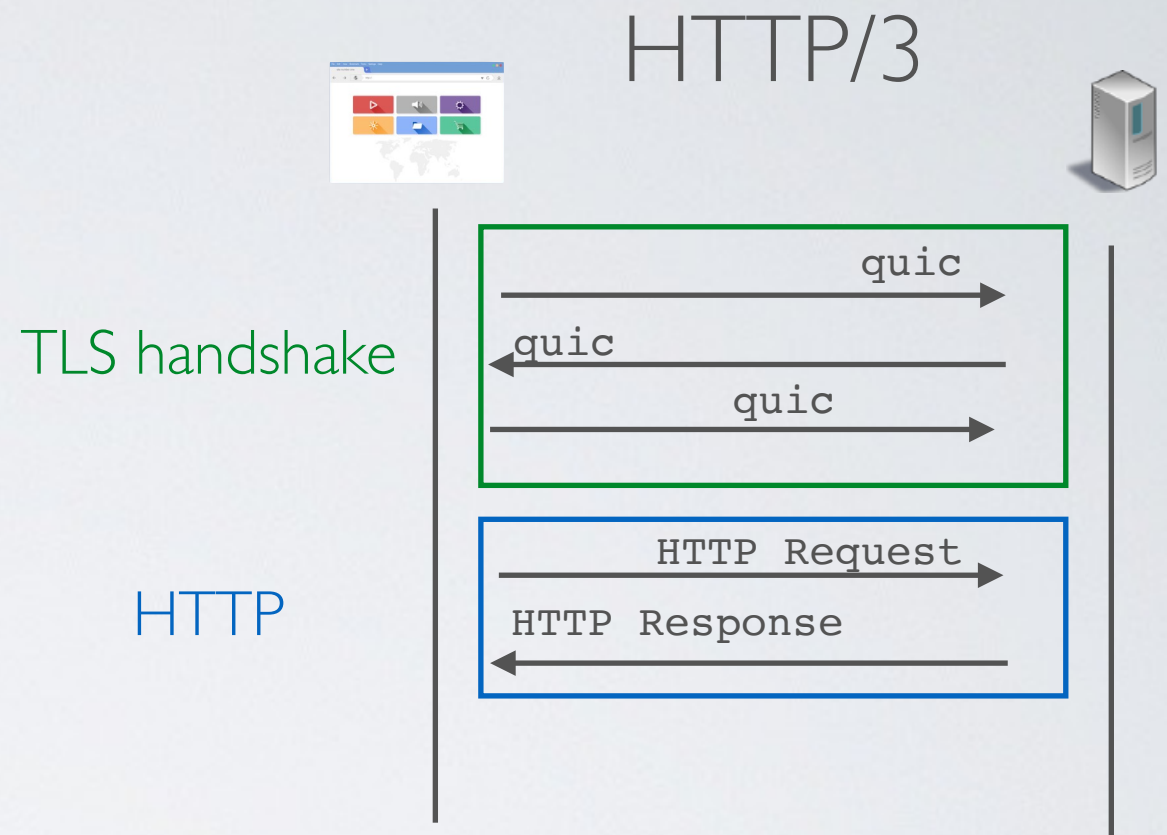 HTTP/3
quic
TLS handshake
quic
quic
HTTP Request
HTTP
HTTP Response